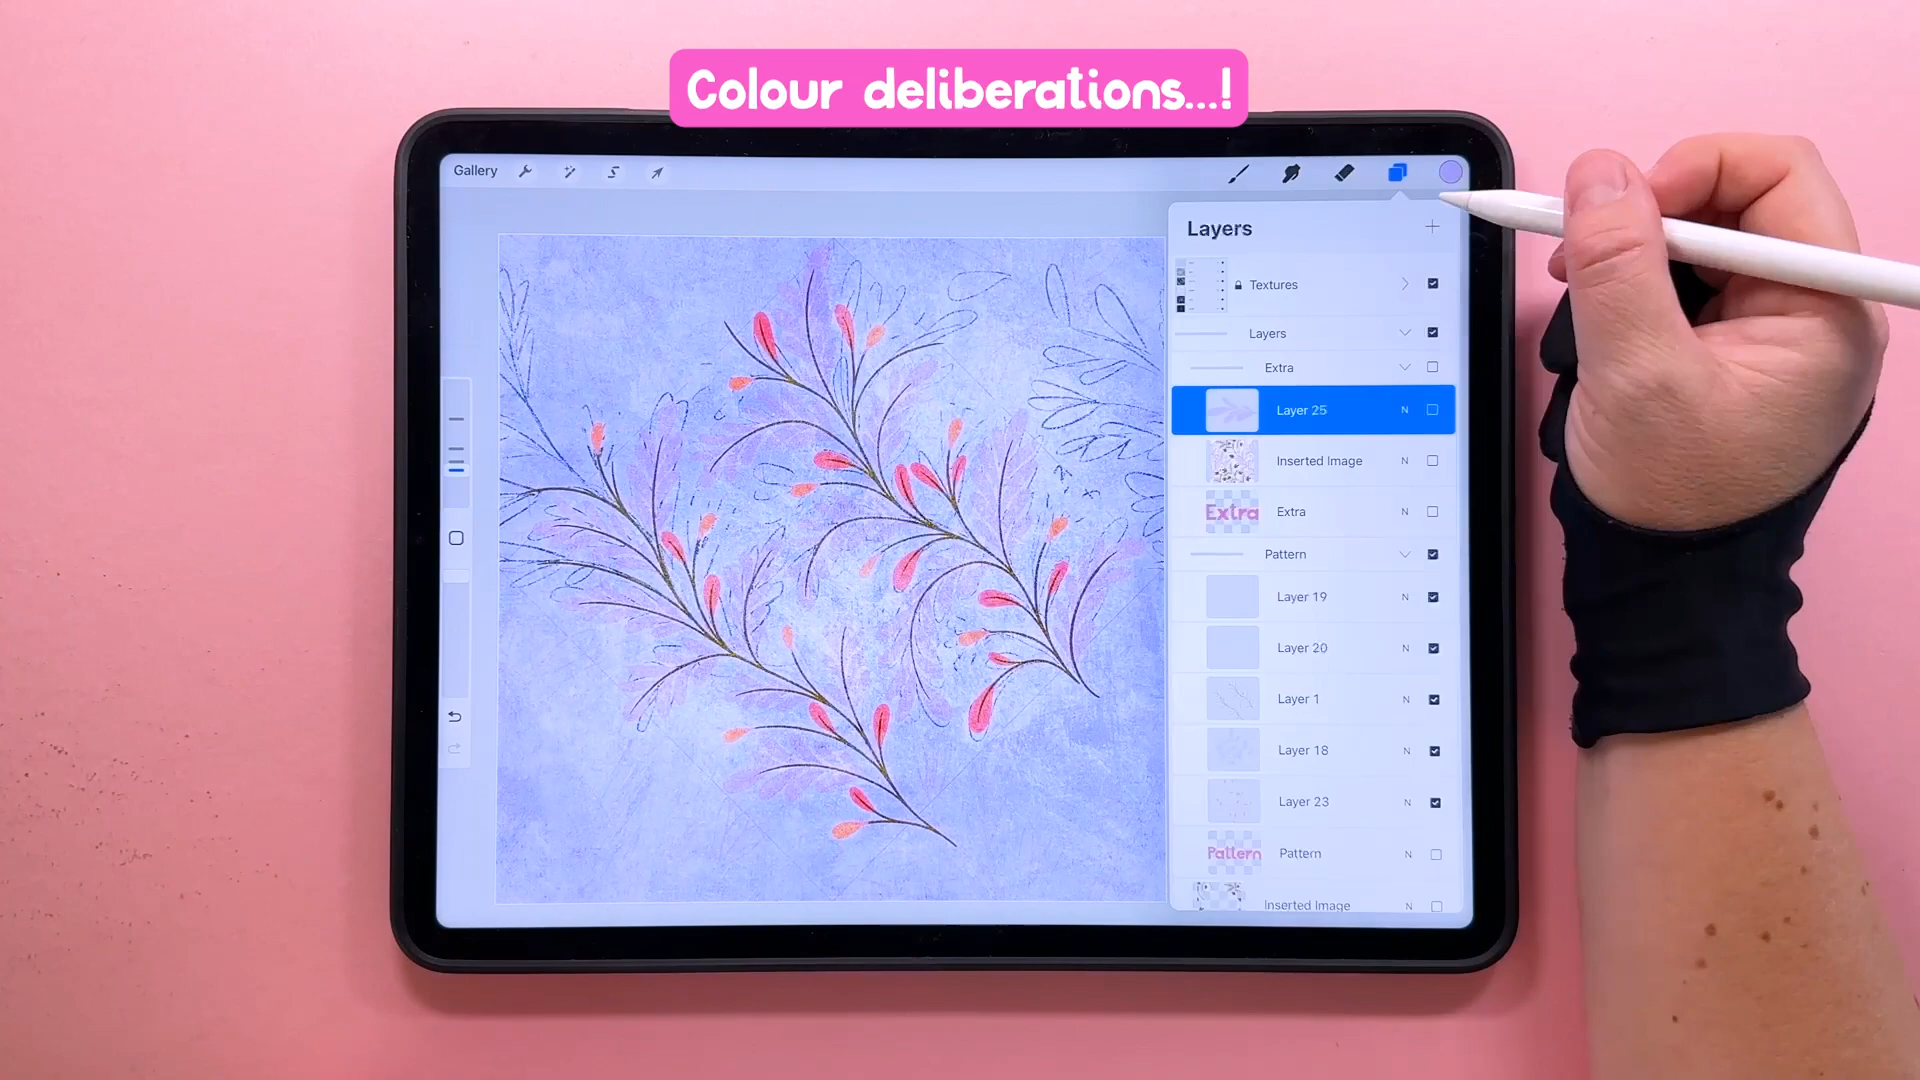 Colour deliberations...!
Gallery
Layers
Textures
Layers
Extra
Layer 25 N
Inserted Image N
Extra Extra N
Pattern
Layer 19 N
Layer 20 N
Layer 1 N
Layer 18 N
Layer 23 N
Pattern Pattern N
Inserted Image N